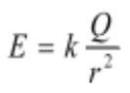 E = k Q/r²